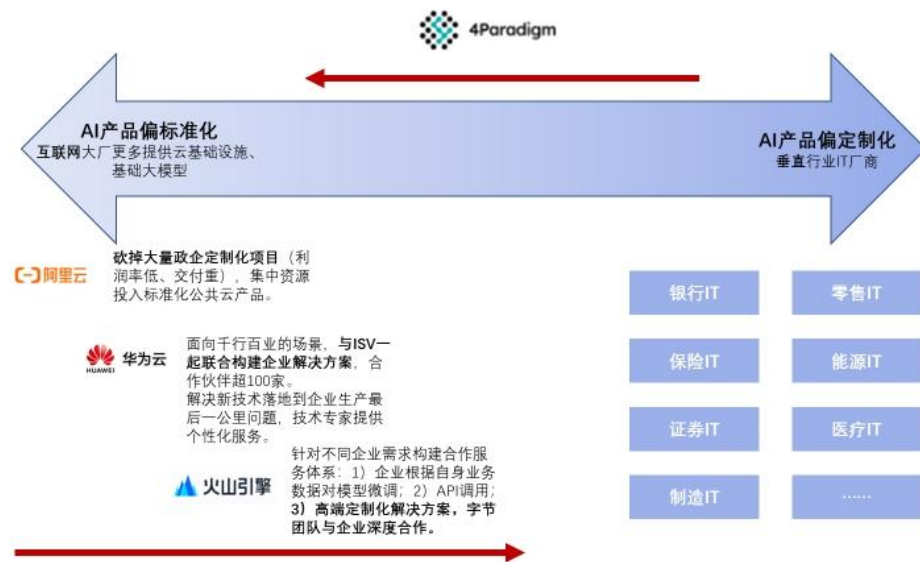 4Paradigm
AI产品偏标准化
互联网大厂更多提供云基础设施、
基础大模型
AI产品偏定制化
垂直行业IT厂商
阿里云
砍掉大量政企定制化项目（利
润率低、交付重），集中资源
投入标准化公共云产品。
HUAWEI
华为云
面向千行百业的场景，与ISV一
起联合构建企业解决方案，合
作伙伴超100家。
解决新技术落地到企业生产最
后一公里问题，技术专家提供
个性化服务。
火山引擎
针对不同企业需求构建合作服
务体系：1）企业根据自身业务
数据对模型微调；2）API调用；
3）高端定制化解决方案，字节
团队与企业深度合作。
银行IT
零售IT
保险IT
能源IT
证券IT
医疗IT
制造IT
……